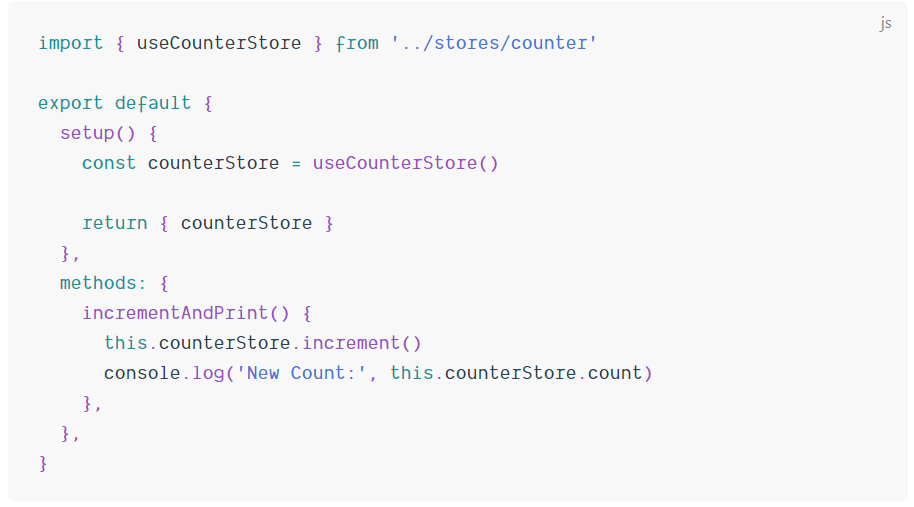 js
import { useCounterStore } from '../stores/counter'
export default {
  setup() {
    const counterStore = useCounterStore()
    return { counterStore }
  },
  methods: {
    incrementAndPrint() {
      this.counterStore.increment()
      console.log('New Count:', this.counterStore.count)
    },
  },
}